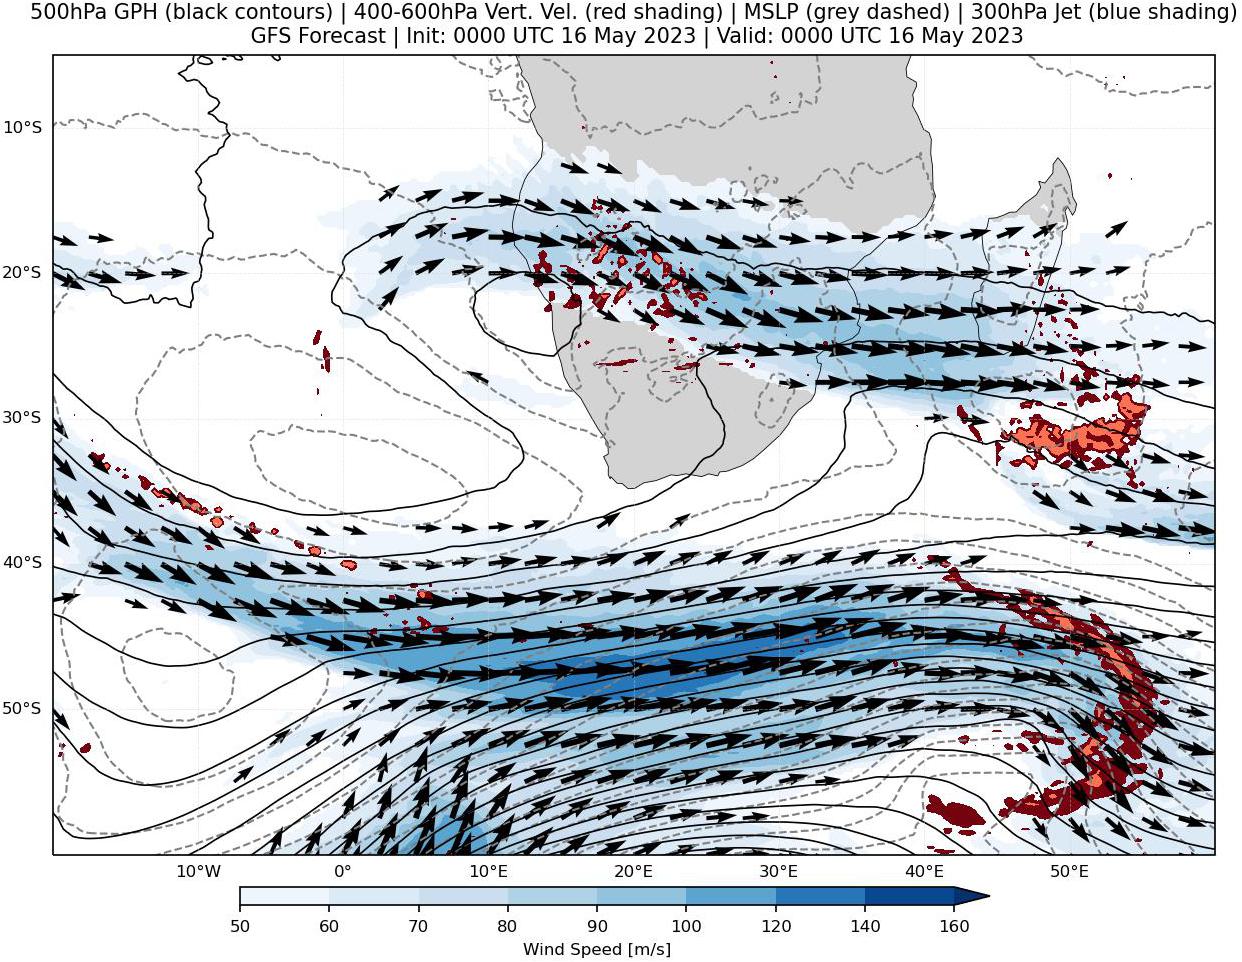 500hPa GPH (black contours) | 400-600hPa Vert. Vel. (red shading) | MSLP (grey dashed) | 300hPa Jet (blue shading)
GFS Forecast | Init: 0000 UTC 16 May 2023 | Valid: 0000 UTC 16 May 2023
10°S
20°S
30°S
40°S
50°S
10°W 0° 10°E 20°E 30°E 40°E 50°E
50 60 70 80 90 100 120 140 160
Wind Speed [m/s]